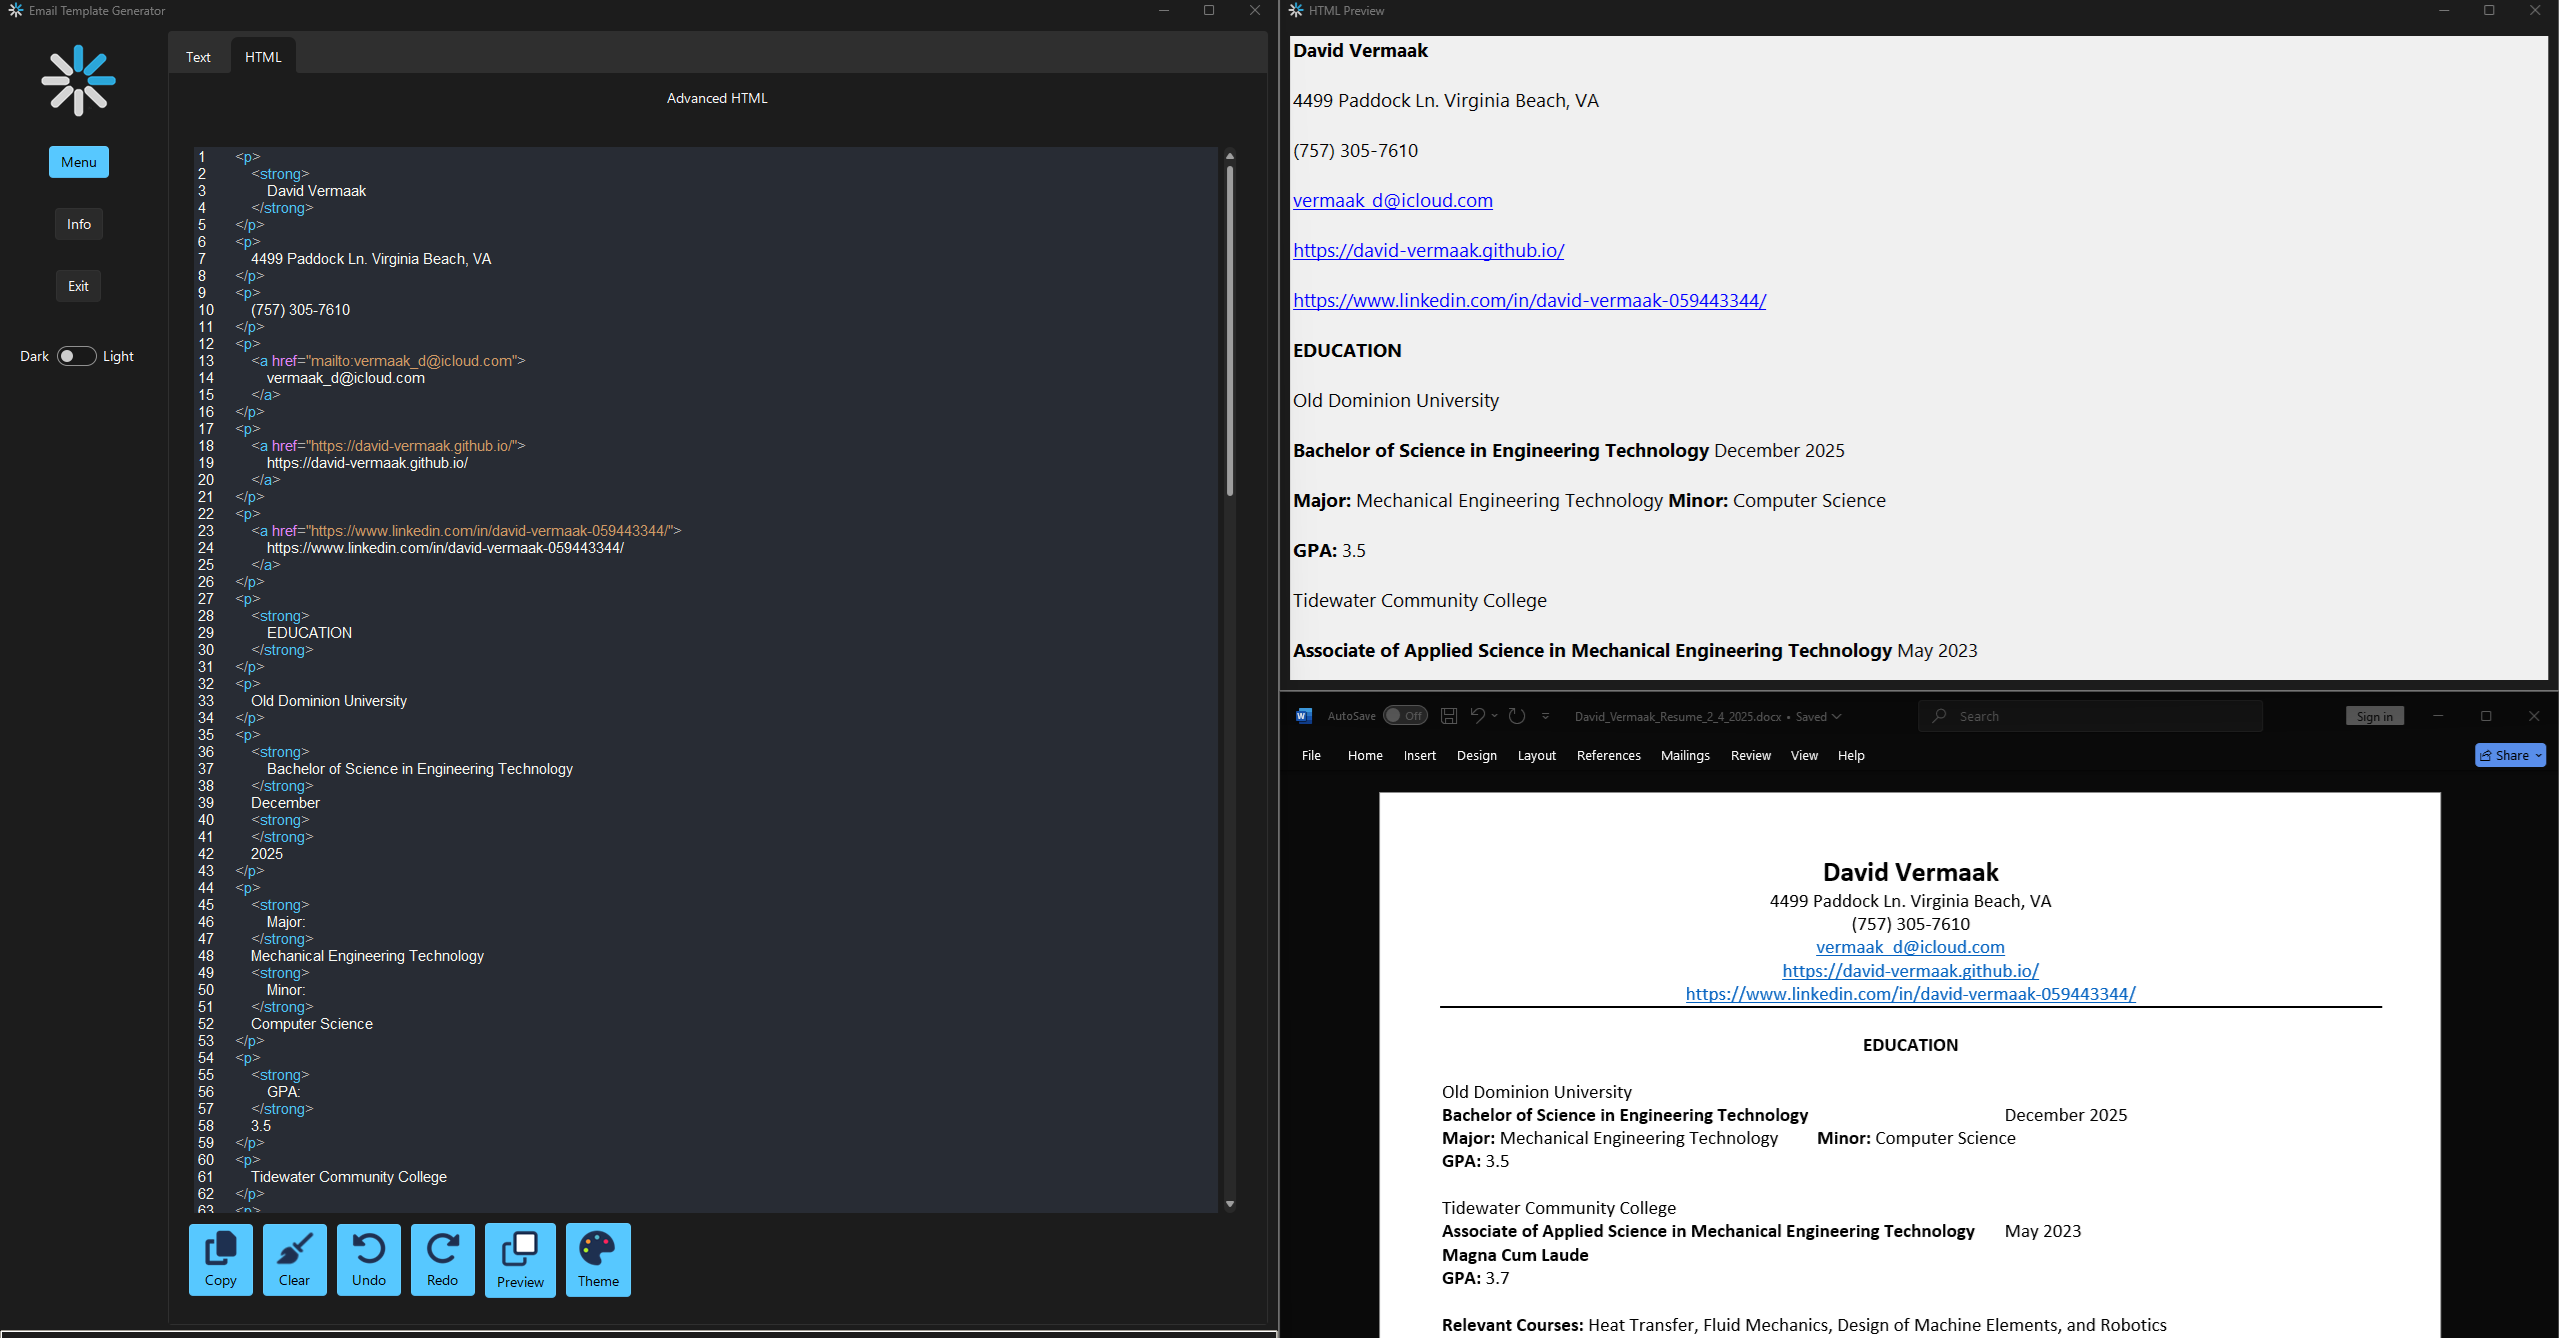 Email Template Generator
Menu
Info
Exit
Dark Light
Text HTML
Advanced HTML
1 <p>
2 <strong>
3 David Vermaak
4 </strong>
5 </p>
6 <p>
7 4499 Paddock Ln. Virginia Beach, VA
8 </p>
9 <p>
10 (757) 305-7610
11 </p>
12 <p>
13 <a href="mailto:vermaak_d@icloud.com">
14 vermaak_d@icloud.com
15 </a>
16 </p>
17 <p>
18 <a href="https://david-vermaak.github.io/">
19 https://david-vermaak.github.io/
20 </a>
21 </p>
22 <p>
23 <a href="https://www.linkedin.com/in/david-vermaak-059443344/">
24 https://www.linkedin.com/in/david-vermaak-059443344/
25 </a>
26 </p>
27 <p>
28 <strong>
29 EDUCATION
30 </strong>
31 </p>
32 <p>
33 Old Dominion University
34 </p>
35 <p>
36 <strong>
37 Bachelor of Science in Engineering Technology
38 </strong>
39 December
40 <strong>
41 </strong>
42 2025
43 </p>
44 <p>
45 <strong>
46 Major:
47 </strong>
48 Mechanical Engineering Technology
49 <strong>
50 Minor:
51 </strong>
52 Computer Science
53 </p>
54 <p>
55 <strong>
56 GPA:
57 </strong>
58 3.5
59 </p>
60 <p>
61 Tidewater Community College
62 </p>
63 <p>
Copy Clear Undo Redo Preview Theme
HTML Preview
David Vermaak
4499 Paddock Ln. Virginia Beach, VA
(757) 305-7610
vermaak_d@icloud.com
https://david-vermaak.github.io/
https://www.linkedin.com/in/david-vermaak-059443344/
EDUCATION
Old Dominion University
Bachelor of Science in Engineering Technology December 2025
Major: Mechanical Engineering Technology Minor: Computer Science
GPA: 3.5
Tidewater Community College
Associate of Applied Science in Mechanical Engineering Technology May 2023
W AutoSave Off David_Vermaak_Resume_2_4_2025.docx • Saved Search Sign in
File Home Insert Design Layout References Mailings Review View Help Share
David Vermaak
4499 Paddock Ln. Virginia Beach, VA
(757) 305-7610
vermaak_d@icloud.com
https://david-vermaak.github.io/
https://www.linkedin.com/in/david-vermaak-059443344/
EDUCATION
Old Dominion University
Bachelor of Science in Engineering Technology December 2025
Major: Mechanical Engineering Technology Minor: Computer Science
GPA: 3.5
Tidewater Community College
Associate of Applied Science in Mechanical Engineering Technology May 2023
Magna Cum Laude
GPA: 3.7
Relevant Courses: Heat Transfer, Fluid Mechanics, Design of Machine Elements, and Robotics